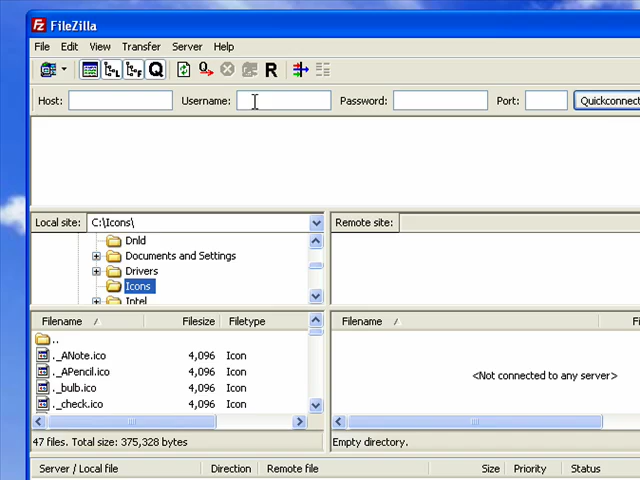 FileZilla
File Edit View Transfer Server Help
Host: Username: Password: Port: Quickconnect
Local site: C:\Icons\ Remote site:
Dnld
Documents and Settings
Drivers
Icons
Intel
Filename Filesize Filetype Filename Fi
..
._ANote.ico 4,096 Icon
._APencil.ico 4,096 Icon
._bulb.ico 4,096 Icon
._check.ico 4,096 Icon
<Not connected to any server>
47 files. Total size: 375,328 bytes Empty directory.
Server / Local file Direction Remote file Size Priority Status